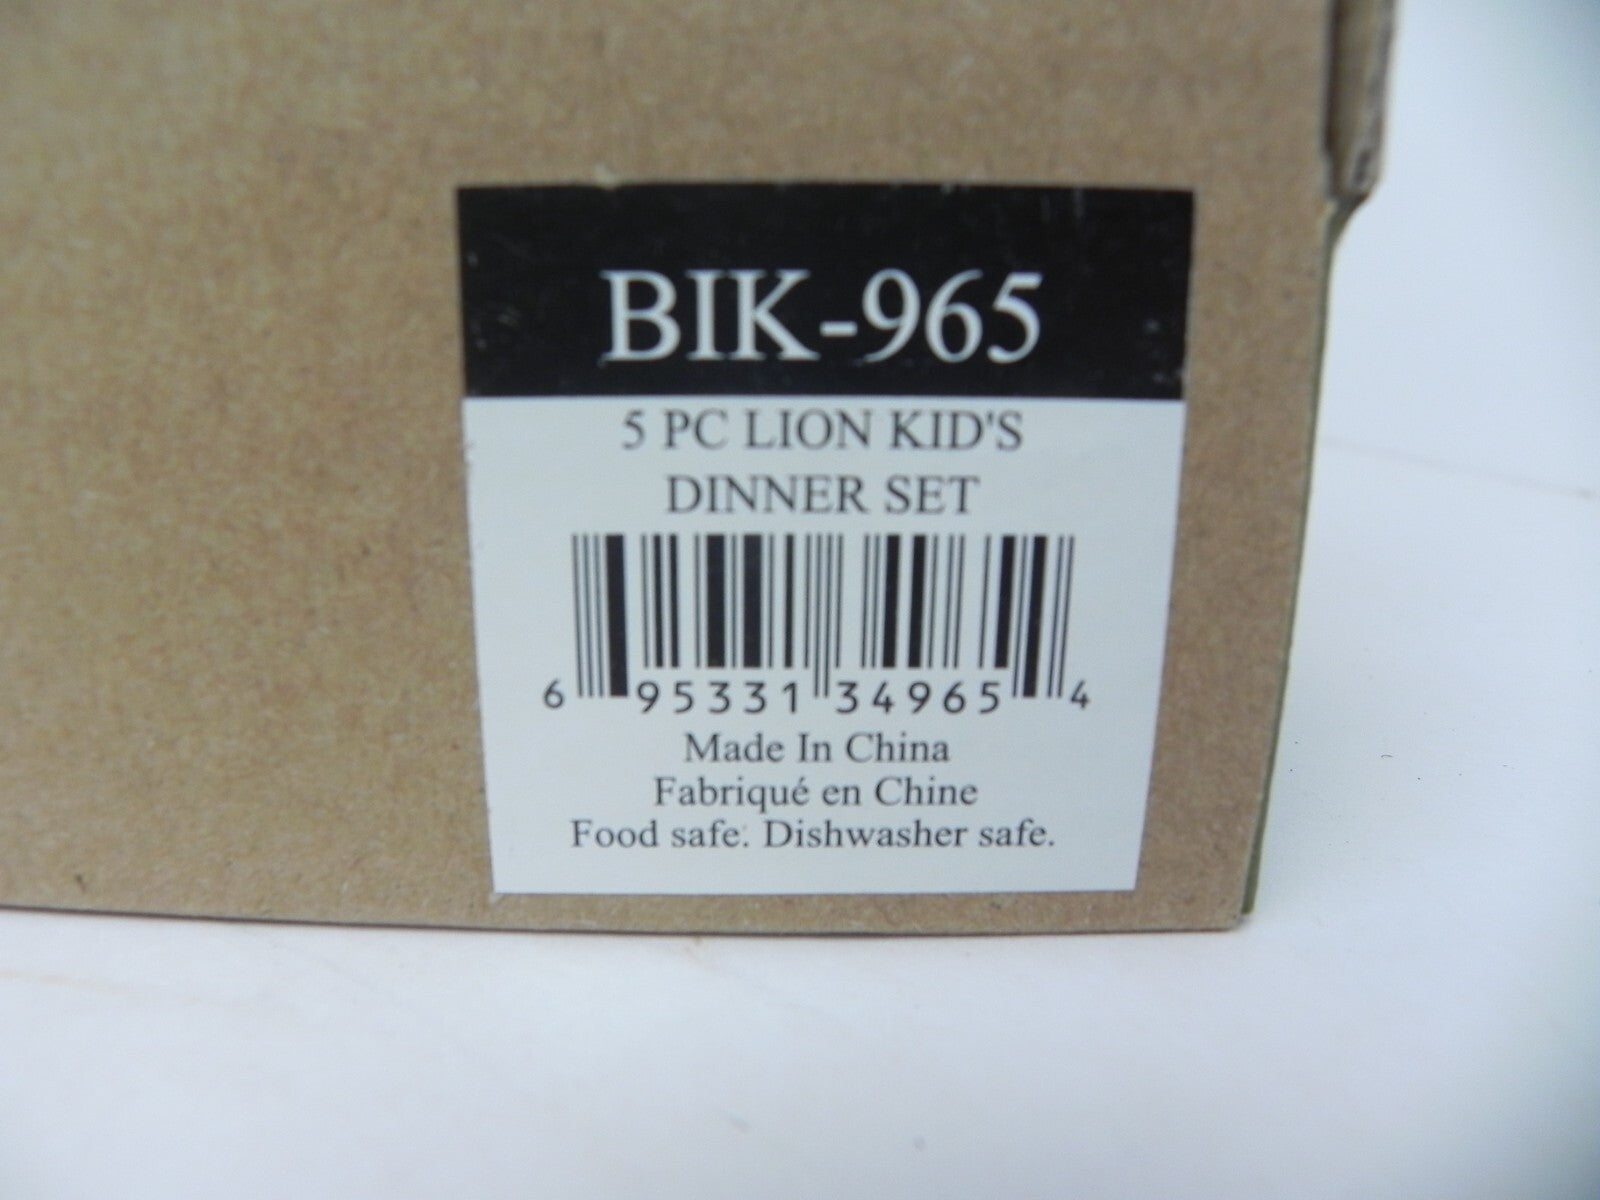 BIK-965
5 PC LION KID'S
DINNER SET
6 95331 34965 4
Made In China
Fabriqué en Chine
Food safe. Dishwasher safe.